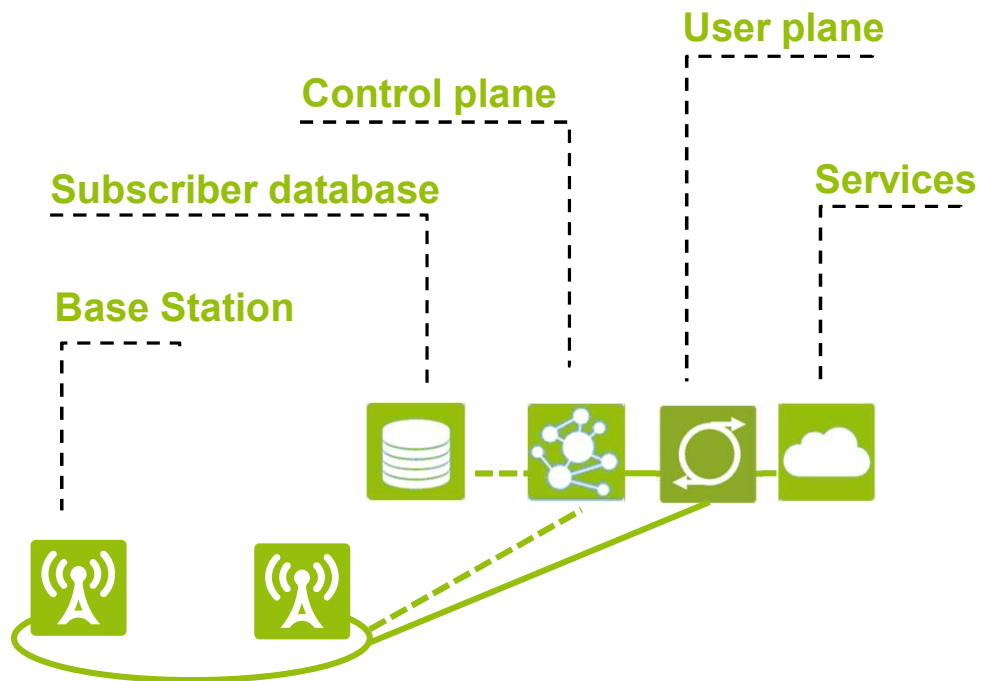 User plane
Control plane
Subscriber database
Services
Base Station